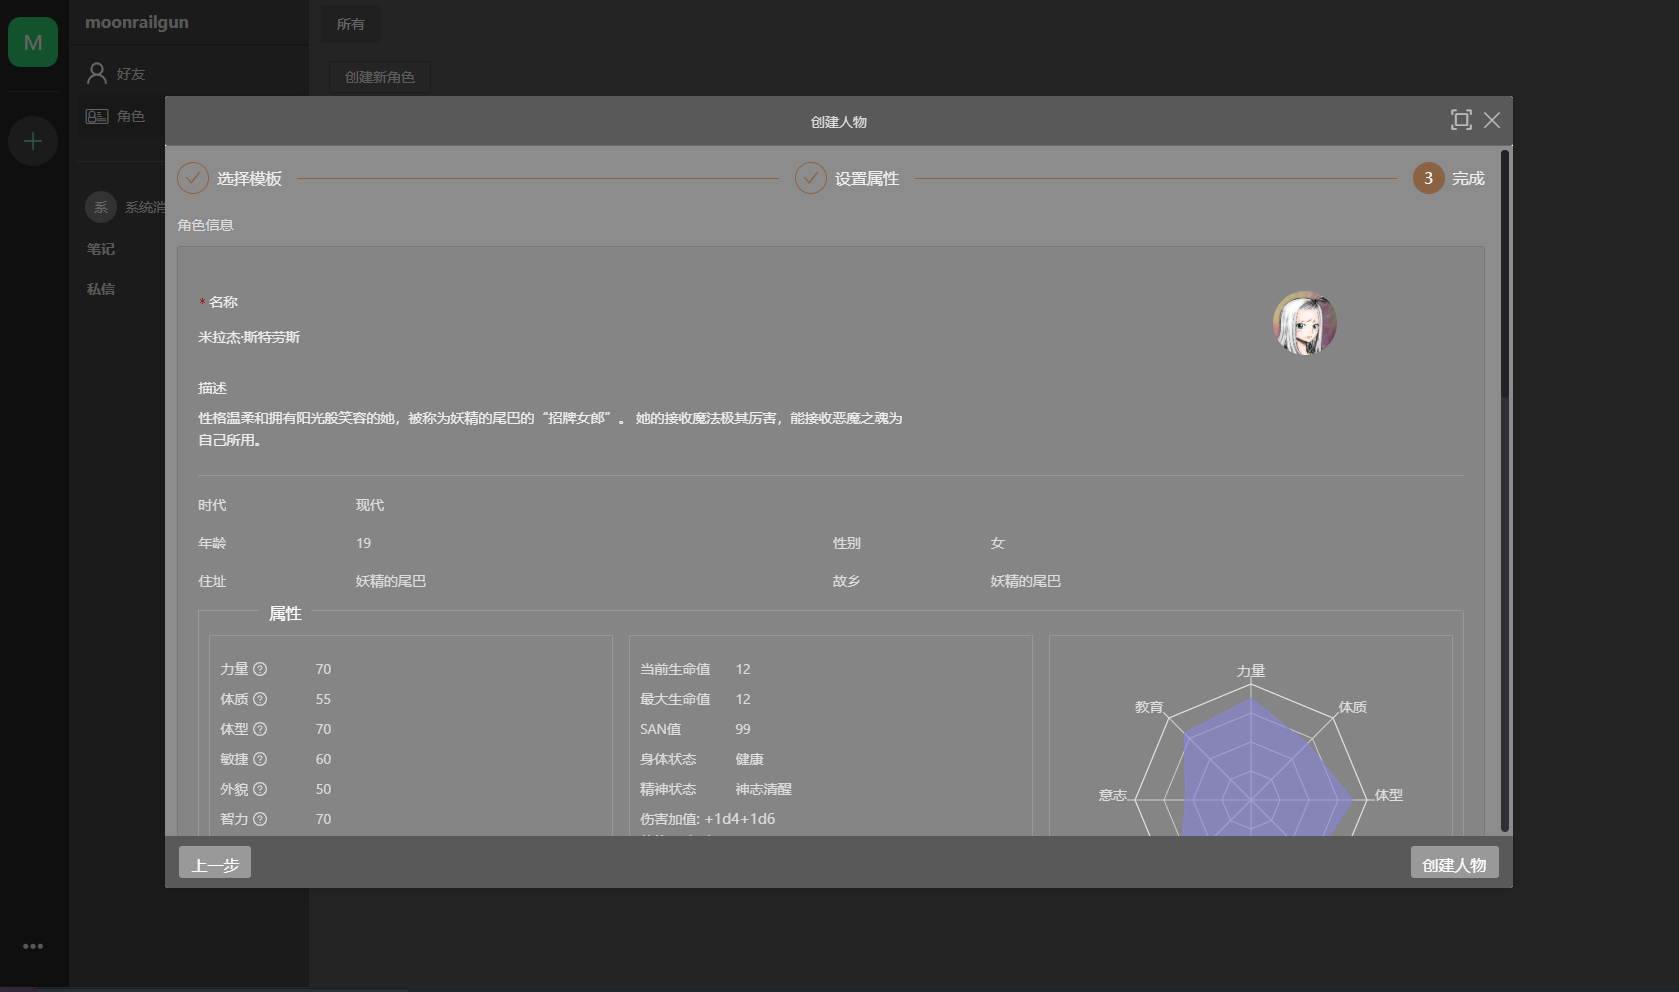 M
moonrailgun
所有
好友
创建新角色
角色
创建人物
选择模板
设置属性
3 完成
系 系统消
角色信息
笔记
私信
* 名称
米拉杰·斯特劳斯
描述
性格温柔和拥有阳光般笑容的她，被称为妖精的尾巴的“招牌女郎”。 她的接收魔法极其厉害，能接收恶魔之魂为
自己所用。
时代 现代
年龄 19 性别 女
住址 妖精的尾巴 故乡 妖精的尾巴
属性
力量 70 当前生命值 12 力量
体质 55 最大生命值 12 教育 体质
体型 70 SAN值 99
敏捷 60 身体状态 健康
外貌 50 精神状态 神志清醒 意志 体型
智力 70 伤害加值: +1d4+1d6
上一步 创建人物